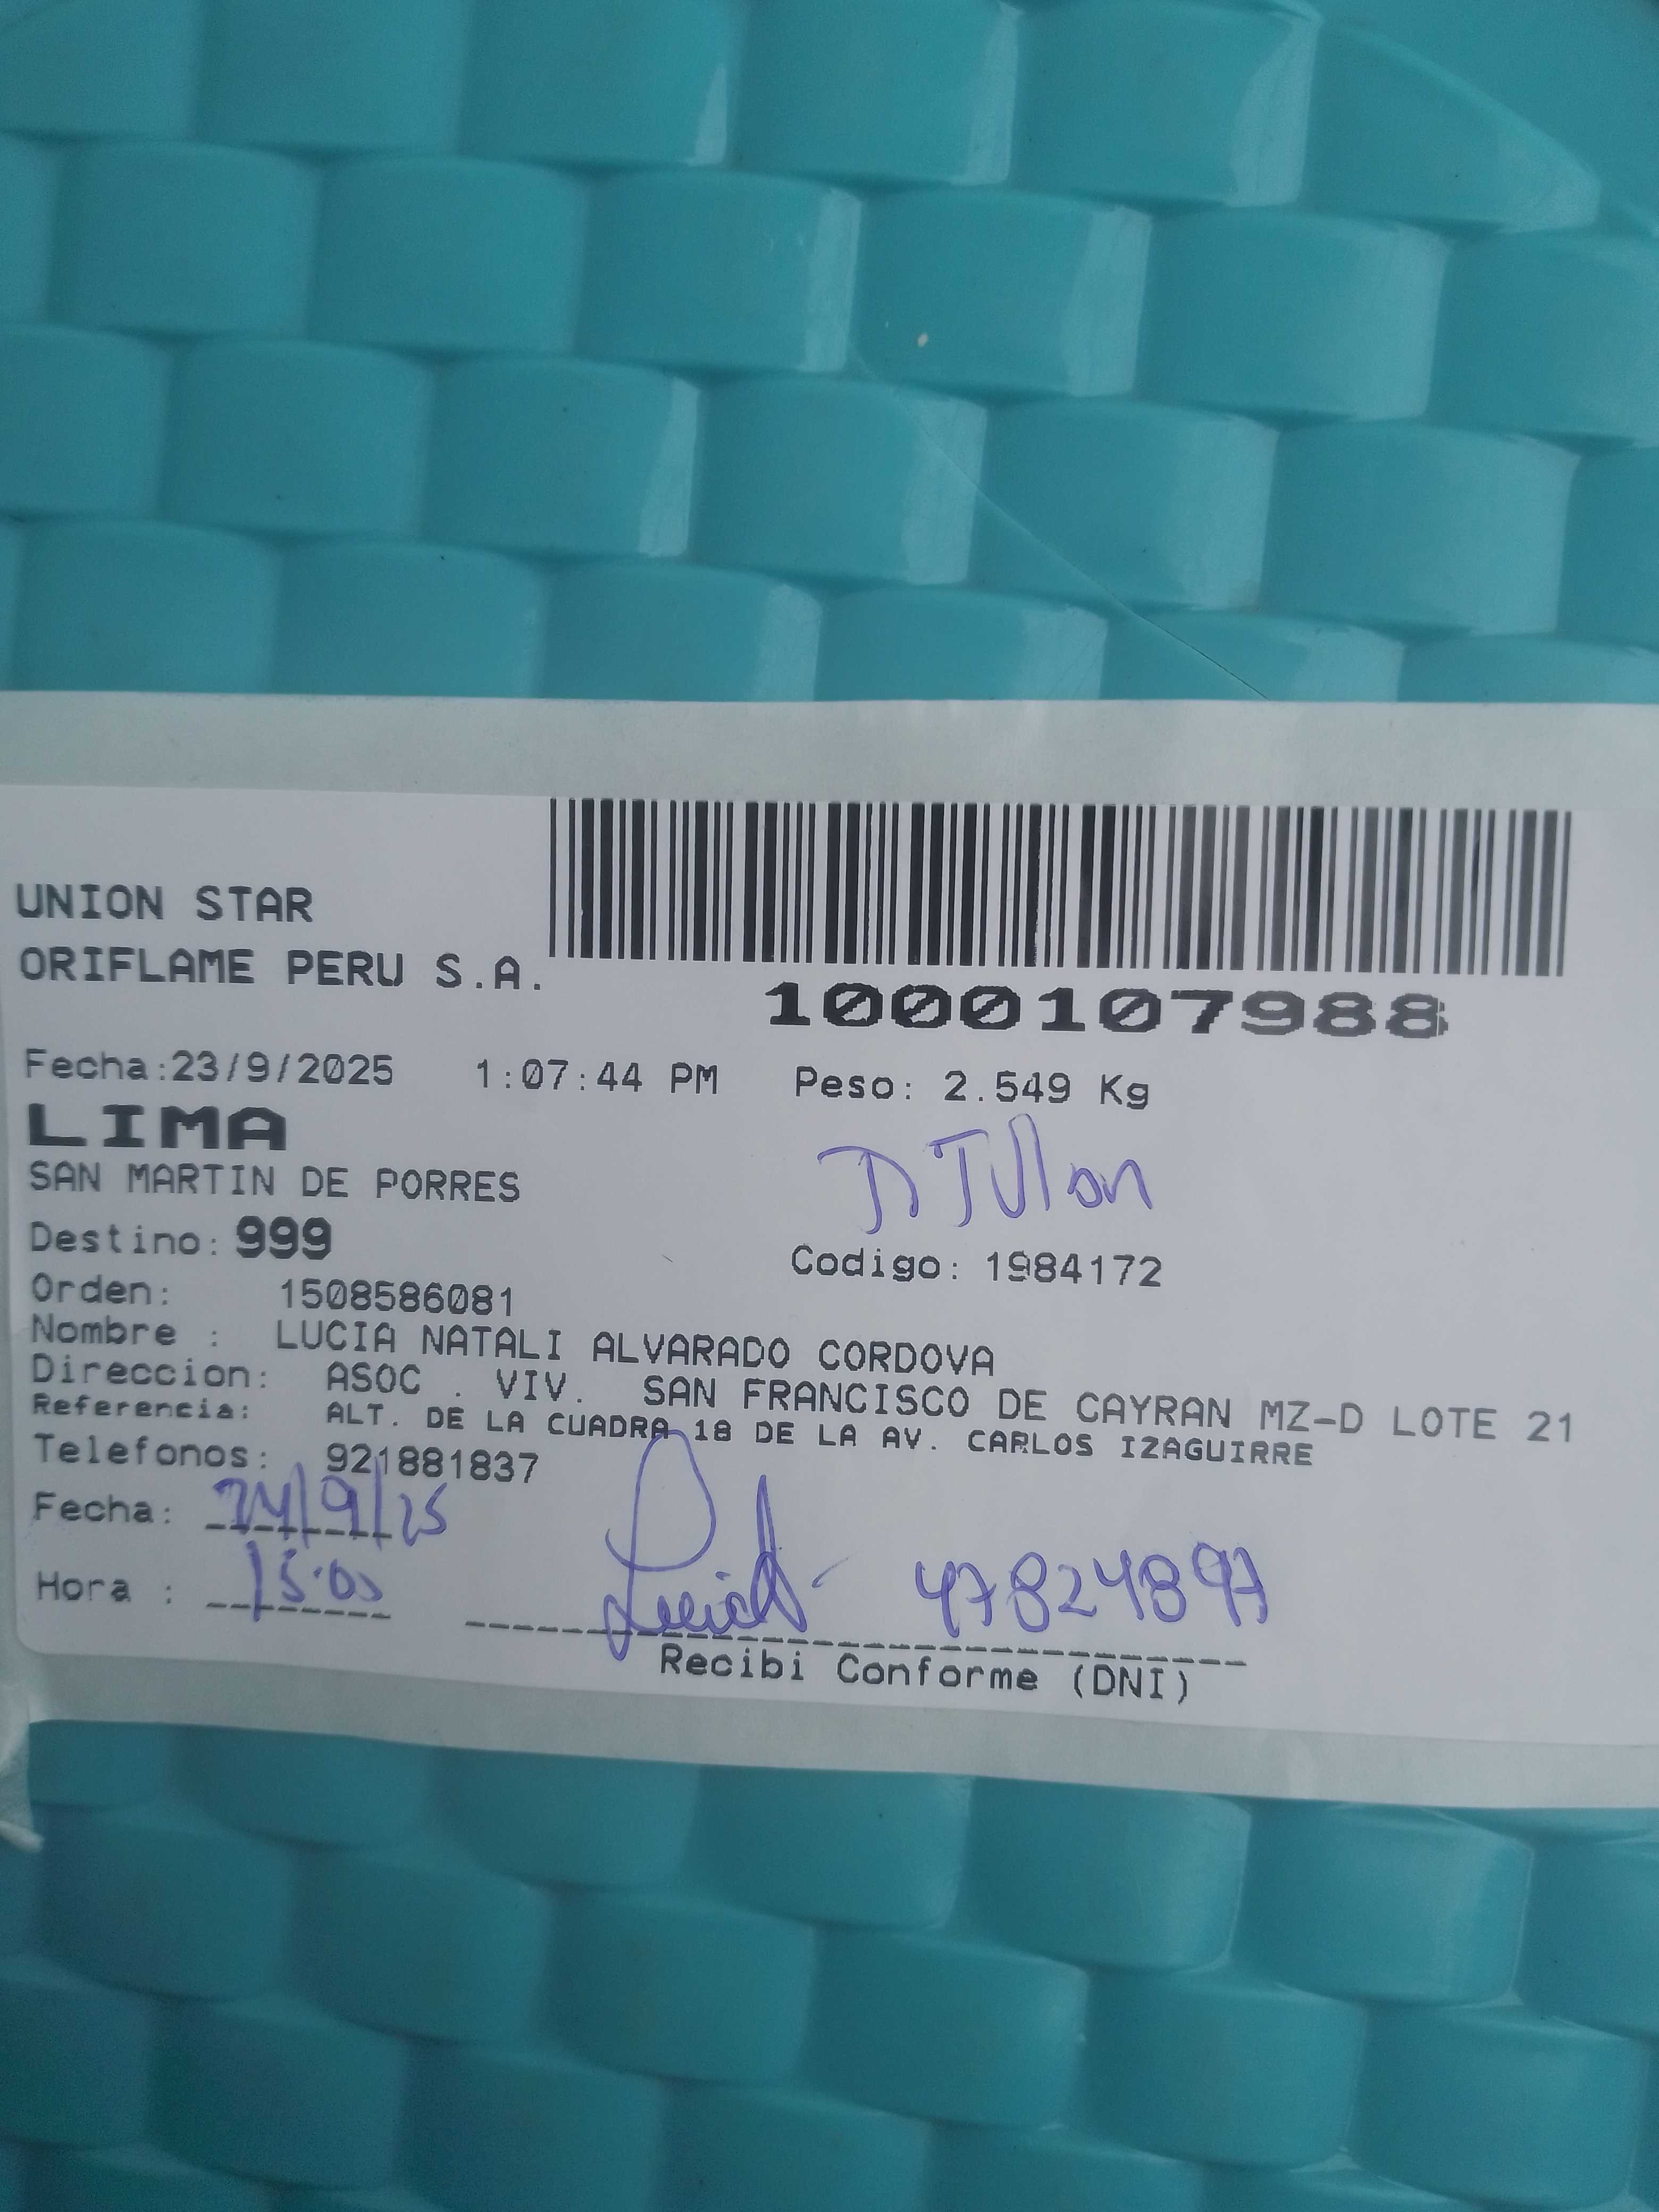 UNION STAR
ORIFLAME PERU S.A.
1000107988
Fecha:23/9/2025 1:07:44 PM Peso: 2.549 Kg
LIMA
SAN MARTIN DE PORRES
Destino: 999
Codigo: 1984172
Orden: 1508586081
Nombre : LUCIA NATALI ALVARADO CORDOVA
Direccion: ASOC . VIV. SAN FRANCISCO DE CAYRAN MZ-D LOTE 21
Referencia: ALT. DE LA CUADRA 18 DE LA AV. CARLOS IZAGUIRRE
Telefonos: 921881837
Fecha: 24/9/25
Hora : 15:00
47824897
Recibi Conforme (DNI)